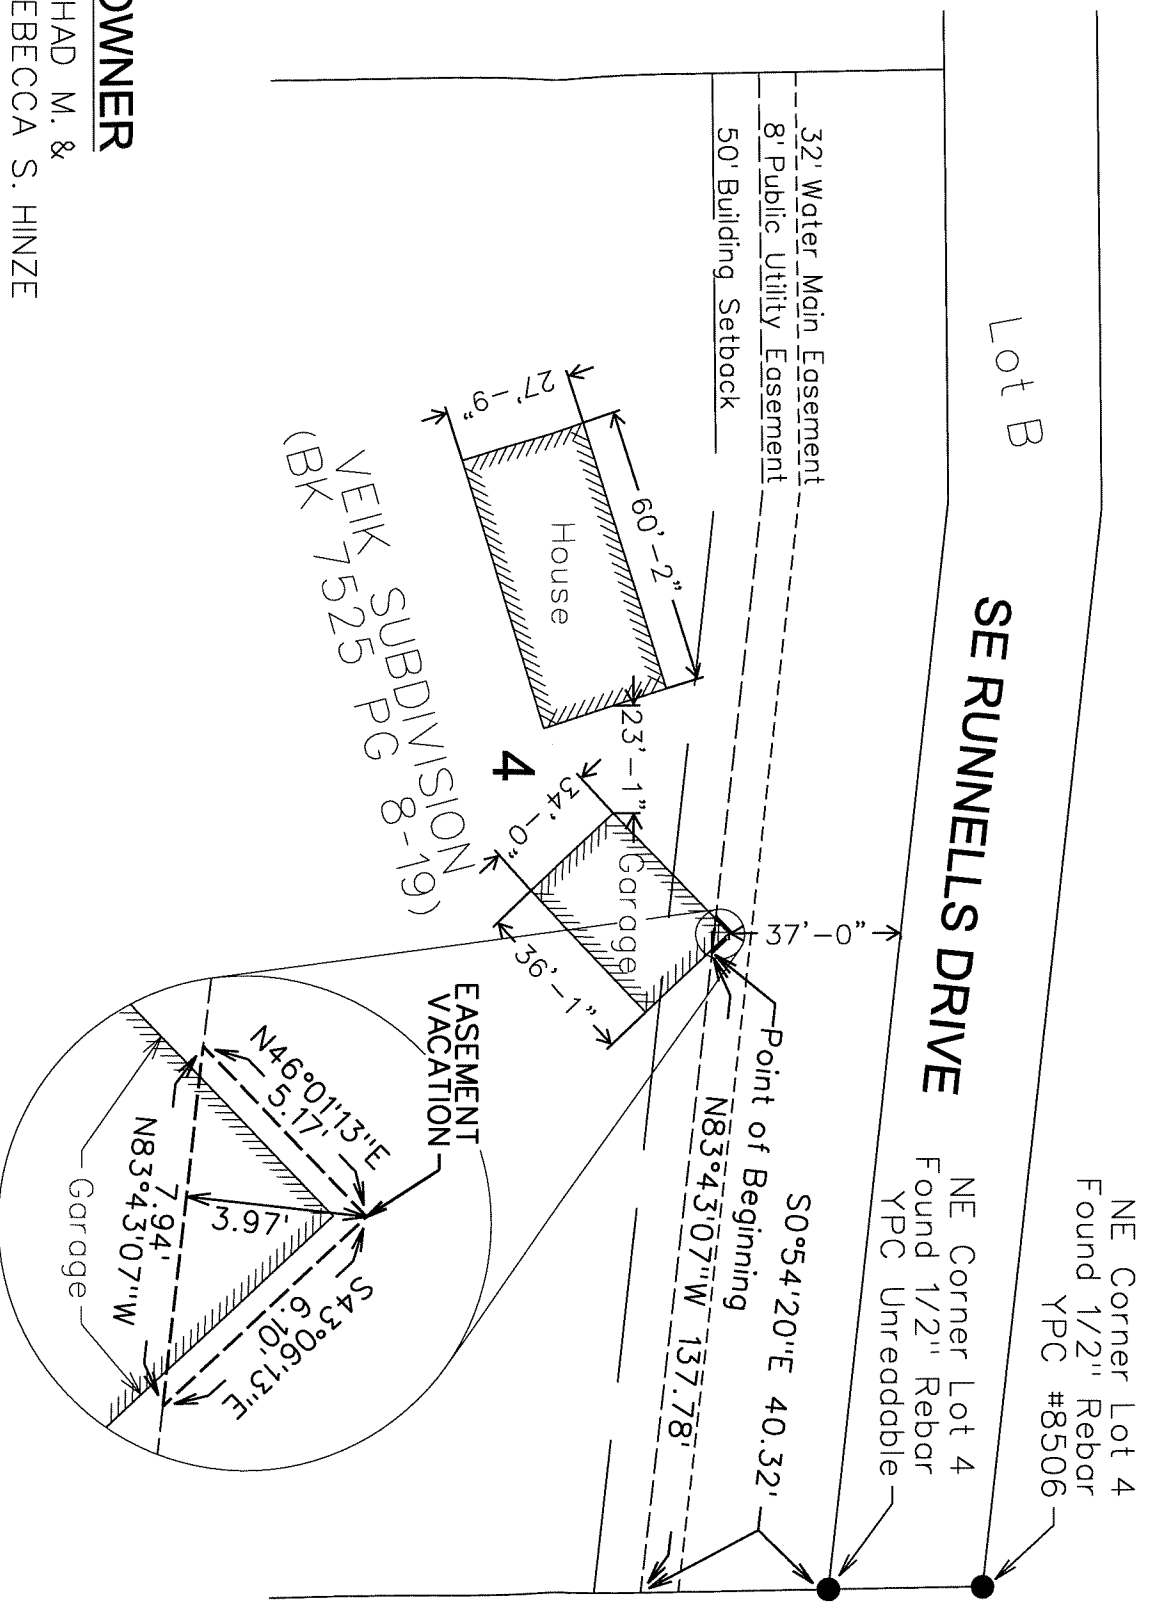 NE Corner Lot 4
Found 1/2" Rebar
YPC #8506
NE Corner Lot 4
Found 1/2" Rebar
YPC Unreadable
Lot B
SE RUNNELLS DRIVE
32' Water Main Easement
8' Public Utility Easement
50' Building Setback
37'-0"
S0°54'20"E 40.32'
Point of Beginning
N83°43'07"W 137.78'
60'-2"
27'-9"
House
23'-1"
Garage
34'-0"
36'-1"
4
VEIK SUBDIVISION
(BK 7525 PG 8-19)
EASEMENT
VACATION
N46°01'13"E
5.17'
3.97'
S43°06'13"E
6.10'
7.94'
N83°43'07"W
Garage
OWNER
HAD M. &
EBECCA S. HINZE